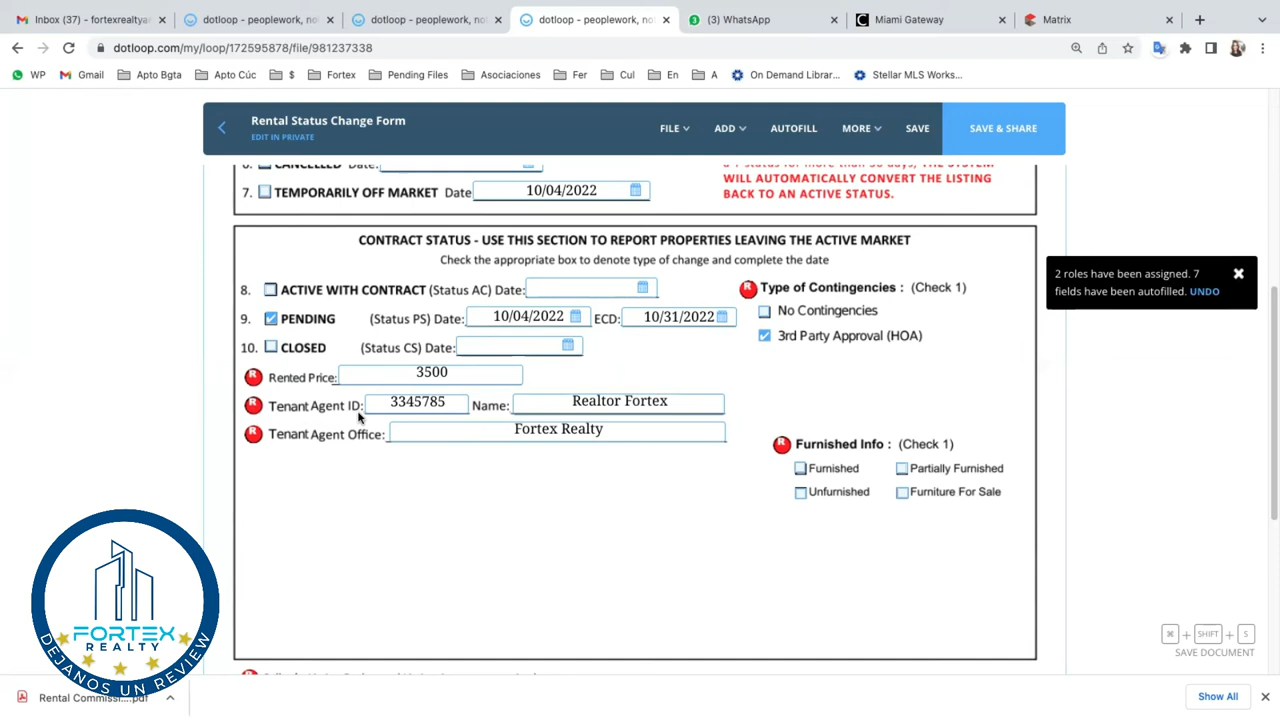 Inbox (37) - fortexrealtya
dotloop - peoplework, no
dotloop - peoplework, no
dotloop - peoplework, no
(3) WhatsApp
Miami Gateway
Matrix
dotloop.com/my/loop/172595878/file/981237338
WP
Gmail
Apto Bgta
Apto Cúc
$
Fortex
Pending Files
Asociaciones
Fer
Cul
En
A
On Demand Librar...
Stellar MLS Works...
Rental Status Change Form
EDIT IN PRIVATE
FILE
ADD
AUTOFILL
MORE
SAVE
SAVE & SHARE
6. CANCELLED Date:
7. TEMPORARILY OFF MARKET Date 10/04/2022
WILL AUTOMATICALLY CONVERT THE LISTING
BACK TO AN ACTIVE STATUS.
CONTRACT STATUS - USE THIS SECTION TO REPORT PROPERTIES LEAVING THE ACTIVE MARKET
Check the appropriate box to denote type of change and complete the date
8. ACTIVE WITH CONTRACT (Status AC) Date:
9. PENDING (Status PS) Date: 10/04/2022 ECD: 10/31/2022
10. CLOSED (Status CS) Date:
R Rented Price: 3500
R Tenant Agent ID: 3345785 Name: Realtor Fortex
R Tenant Agent Office: Fortex Realty
R Type of Contingencies : (Check 1)
No Contingencies
3rd Party Approval (HOA)
R Furnished Info : (Check 1)
Furnished Partially Furnished
Unfurnished Furniture For Sale
2 roles have been assigned. 7
fields have been autofilled. UNDO
⌘ + SHIFT + S
SAVE DOCUMENT
FORTEX
REALTY
DEJANOS UN REVIEW
Rental Commissi....pdf
Show All